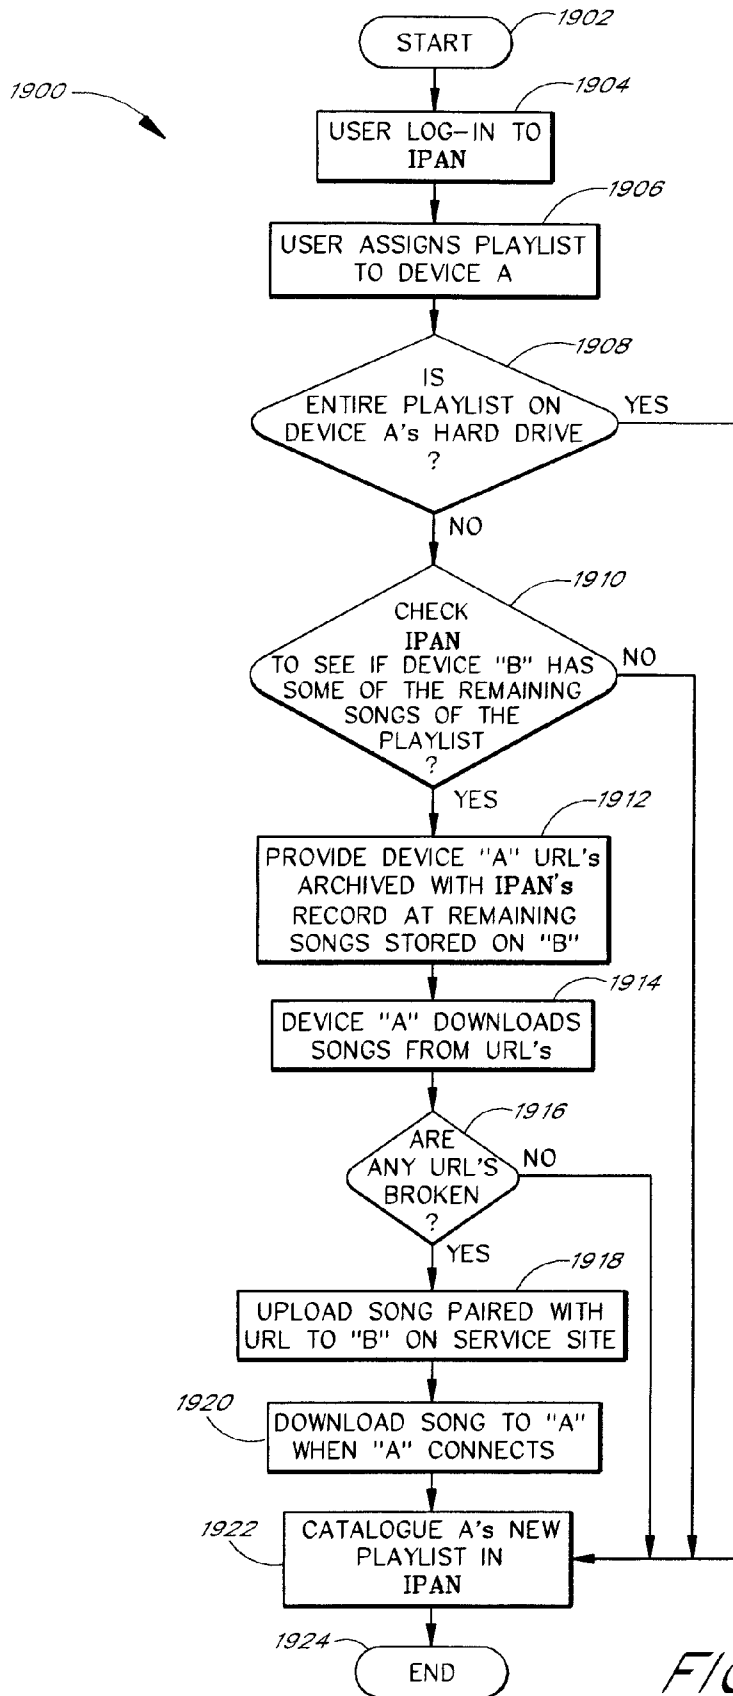 1902
START
1900
1904
USER LOG-IN TO
IPAN
1906
USER ASSIGNS PLAYLIST
TO DEVICE A
1908
IS
ENTIRE PLAYLIST ON
DEVICE A's HARD DRIVE
?
YES
NO
1910
CHECK
IPAN
TO SEE IF DEVICE "B" HAS
SOME OF THE REMAINING
SONGS OF THE
PLAYLIST
?
NO
YES
1912
PROVIDE DEVICE "A" URL's
ARCHIVED WITH IPAN's
RECORD AT REMAINING
SONGS STORED ON "B"
1914
DEVICE "A" DOWNLOADS
SONGS FROM URL's
1916
ARE
ANY URL'S
BROKEN
?
NO
YES
1918
UPLOAD SONG PAIRED WITH
URL TO "B" ON SERVICE SITE
1920
DOWNLOAD SONG TO "A"
WHEN "A" CONNECTS
1922
CATALOGUE A's NEW
PLAYLIST IN
IPAN
1924
END